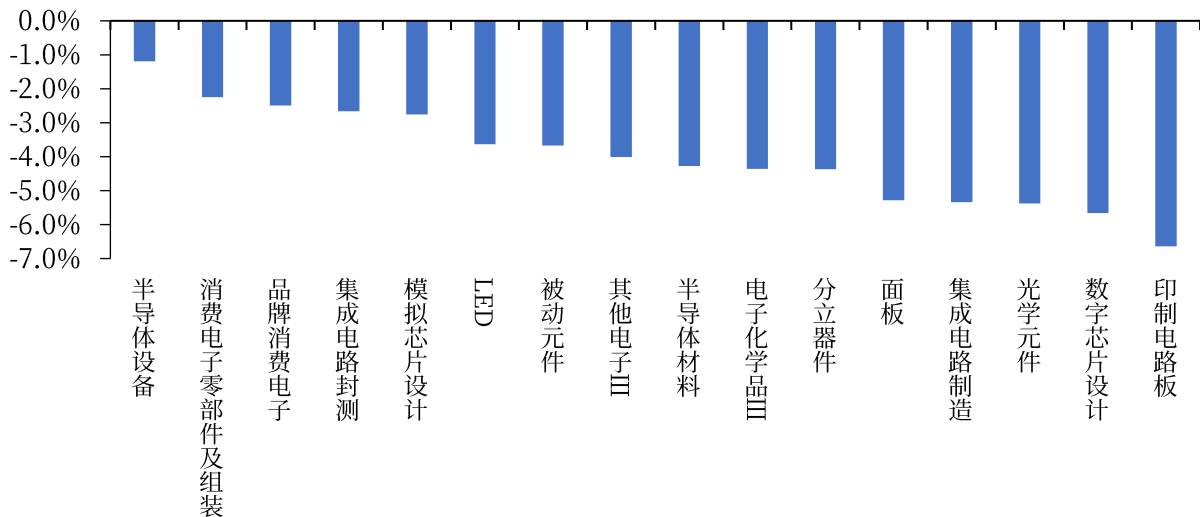 0.0%
-1.0%
-2.0%
-3.0%
-4.0%
-5.0%
-6.0%
-7.0%
半导体设备
消费电子零部件及组装
品牌消费电子
集成电路封测
模拟芯片设计
LED
被动元件
其他电子Ⅲ
半导体材料
电子化学品Ⅲ
分立器件
面板
集成电路制造
光学元件
数字芯片设计
印制电路板